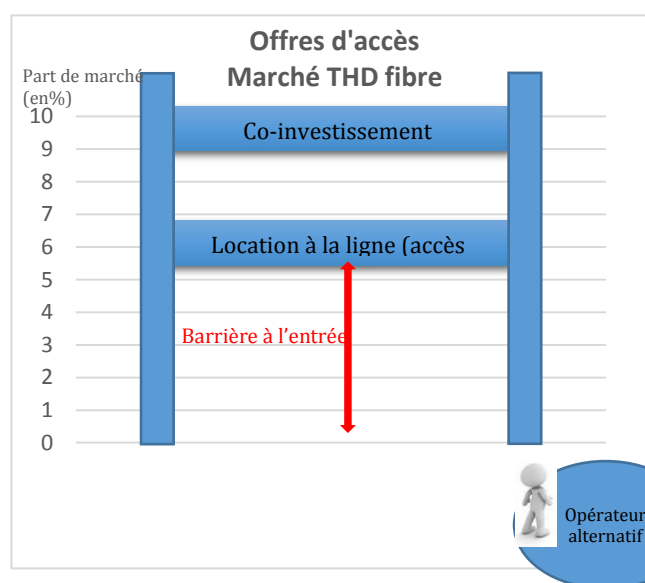 Offres d'accès
Marché THD fibre
Part de marché
(en%)
10
Co-investissement
9
8
7
6
Location à la ligne (accès
5
4
3
Barrière à l'entrée
2
1
0
Opérateur
alternatif